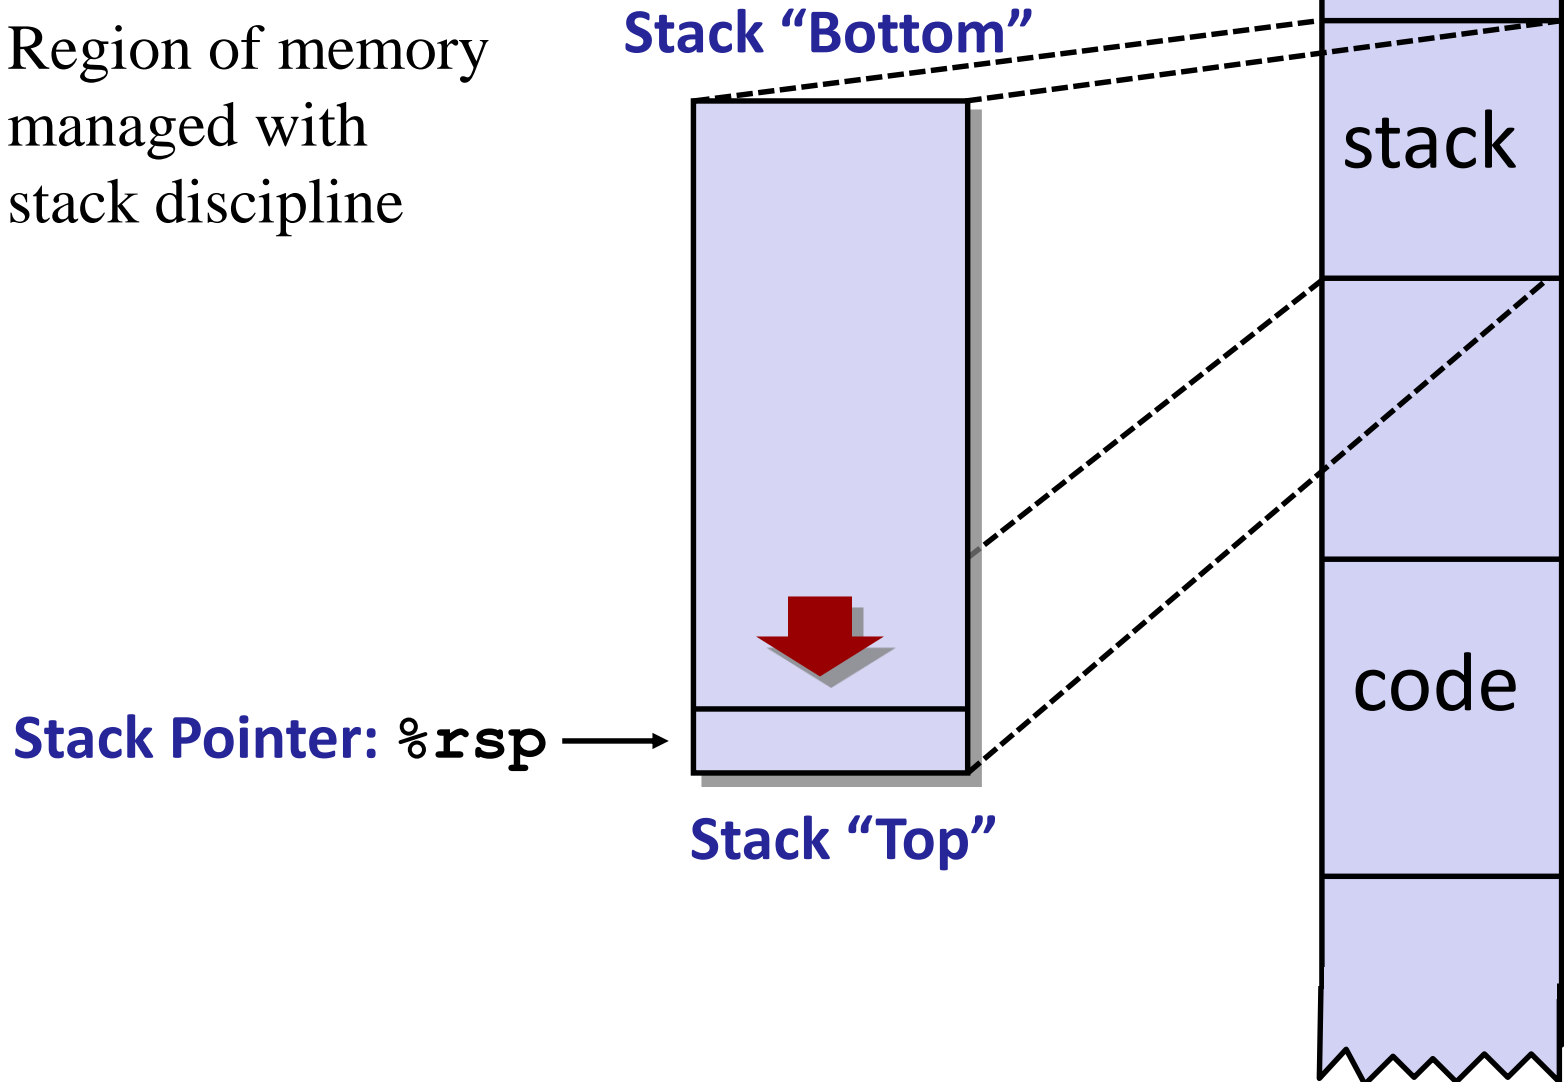 Region of memory
managed with
stack discipline
Stack “Bottom”
stack
code
Stack Pointer: %rsp
Stack “Top”